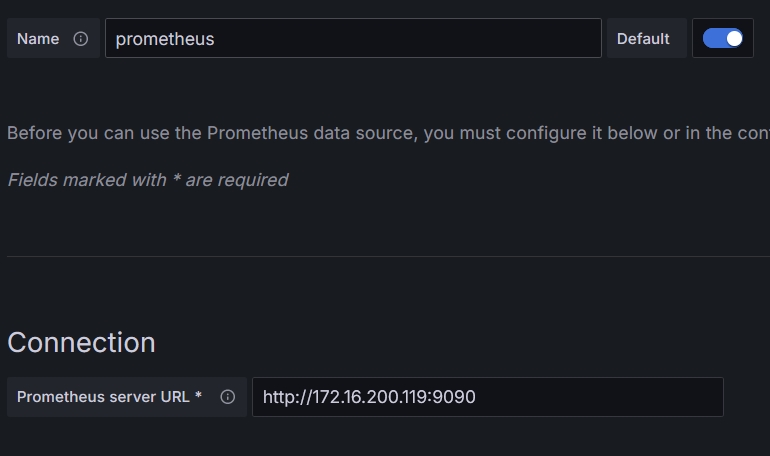 Name prometheus Default
Before you can use the Prometheus data source, you must configure it below or in the con
Fields marked with * are required
Connection
Prometheus server URL * http://172.16.200.119:9090